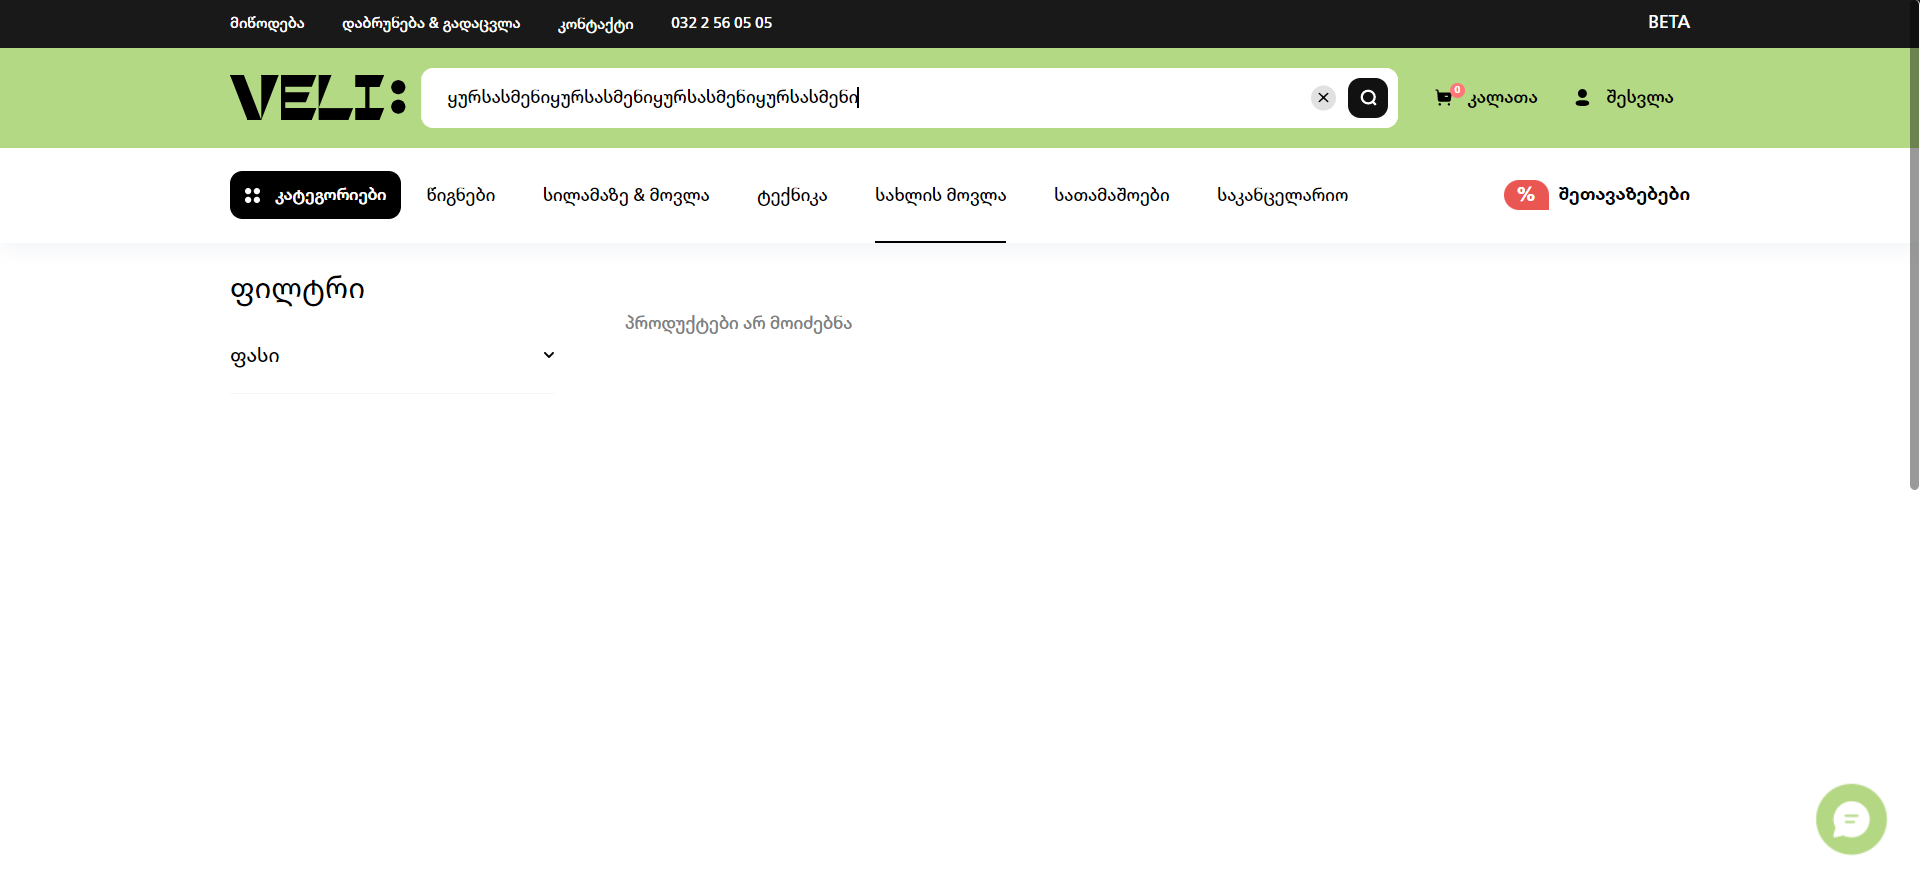 მიწოდება დაბრუნება & გადაცვლა კონტაქტი 032 2 56 05 05 BETA
VELI: ყურსასმენიყურსასმენიყურსასმენიყურსასმენი 0 კალათა შესვლა
კატეგორიები წიგნები სილამაზე & მოვლა ტექნიკა სახლის მოვლა სათამაშოები საკანცელარიო % შეთავაზებები
ფილტრი
პროდუქტები არ მოიძებნა
ფასი